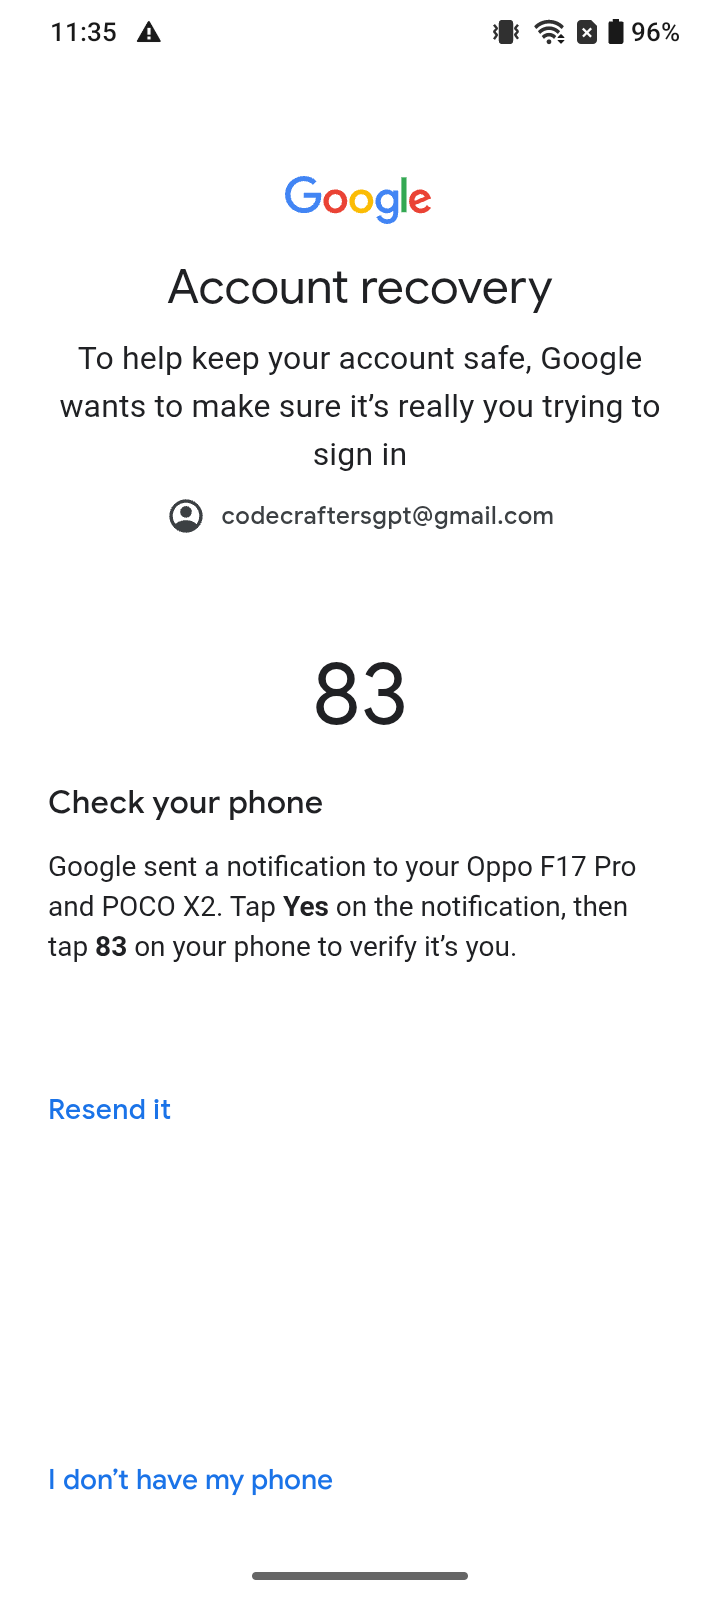 11:35
96%
Google
Account recovery
To help keep your account safe, Google
wants to make sure it’s really you trying to
sign in
codecraftersgpt@gmail.com
83
Check your phone
Google sent a notification to your Oppo F17 Pro
and POCO X2. Tap Yes on the notification, then
tap 83 on your phone to verify it’s you.
Resend it
I don’t have my phone